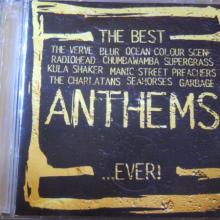 THE BEST
THE VERVE BLUR OCEAN COLOUR SCENE
RADIOHEAD CHUMBAWAMBA SUPERGRASS
KULA SHAKER MANIC STREET PREACHERS
THE CHARLATANS SEAHORSES GARBAGE
ANTHEMS
...EVER!